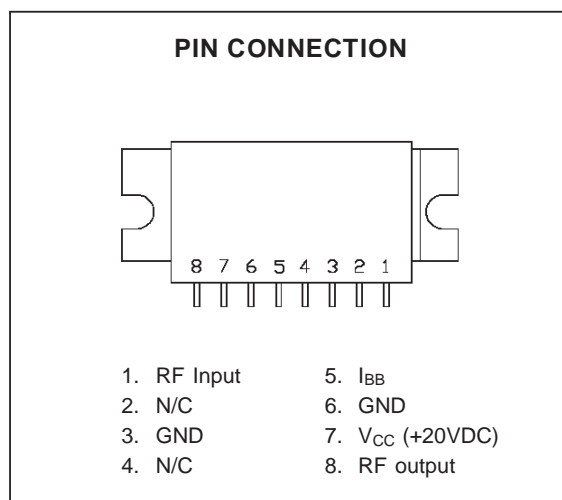 PIN CONNECTION
8 7 6 5 4 3 2 1
1. RF Input
2. N/C
3. GND
4. N/C
5. IBB
6. GND
7. VCC (+20VDC)
8. RF output